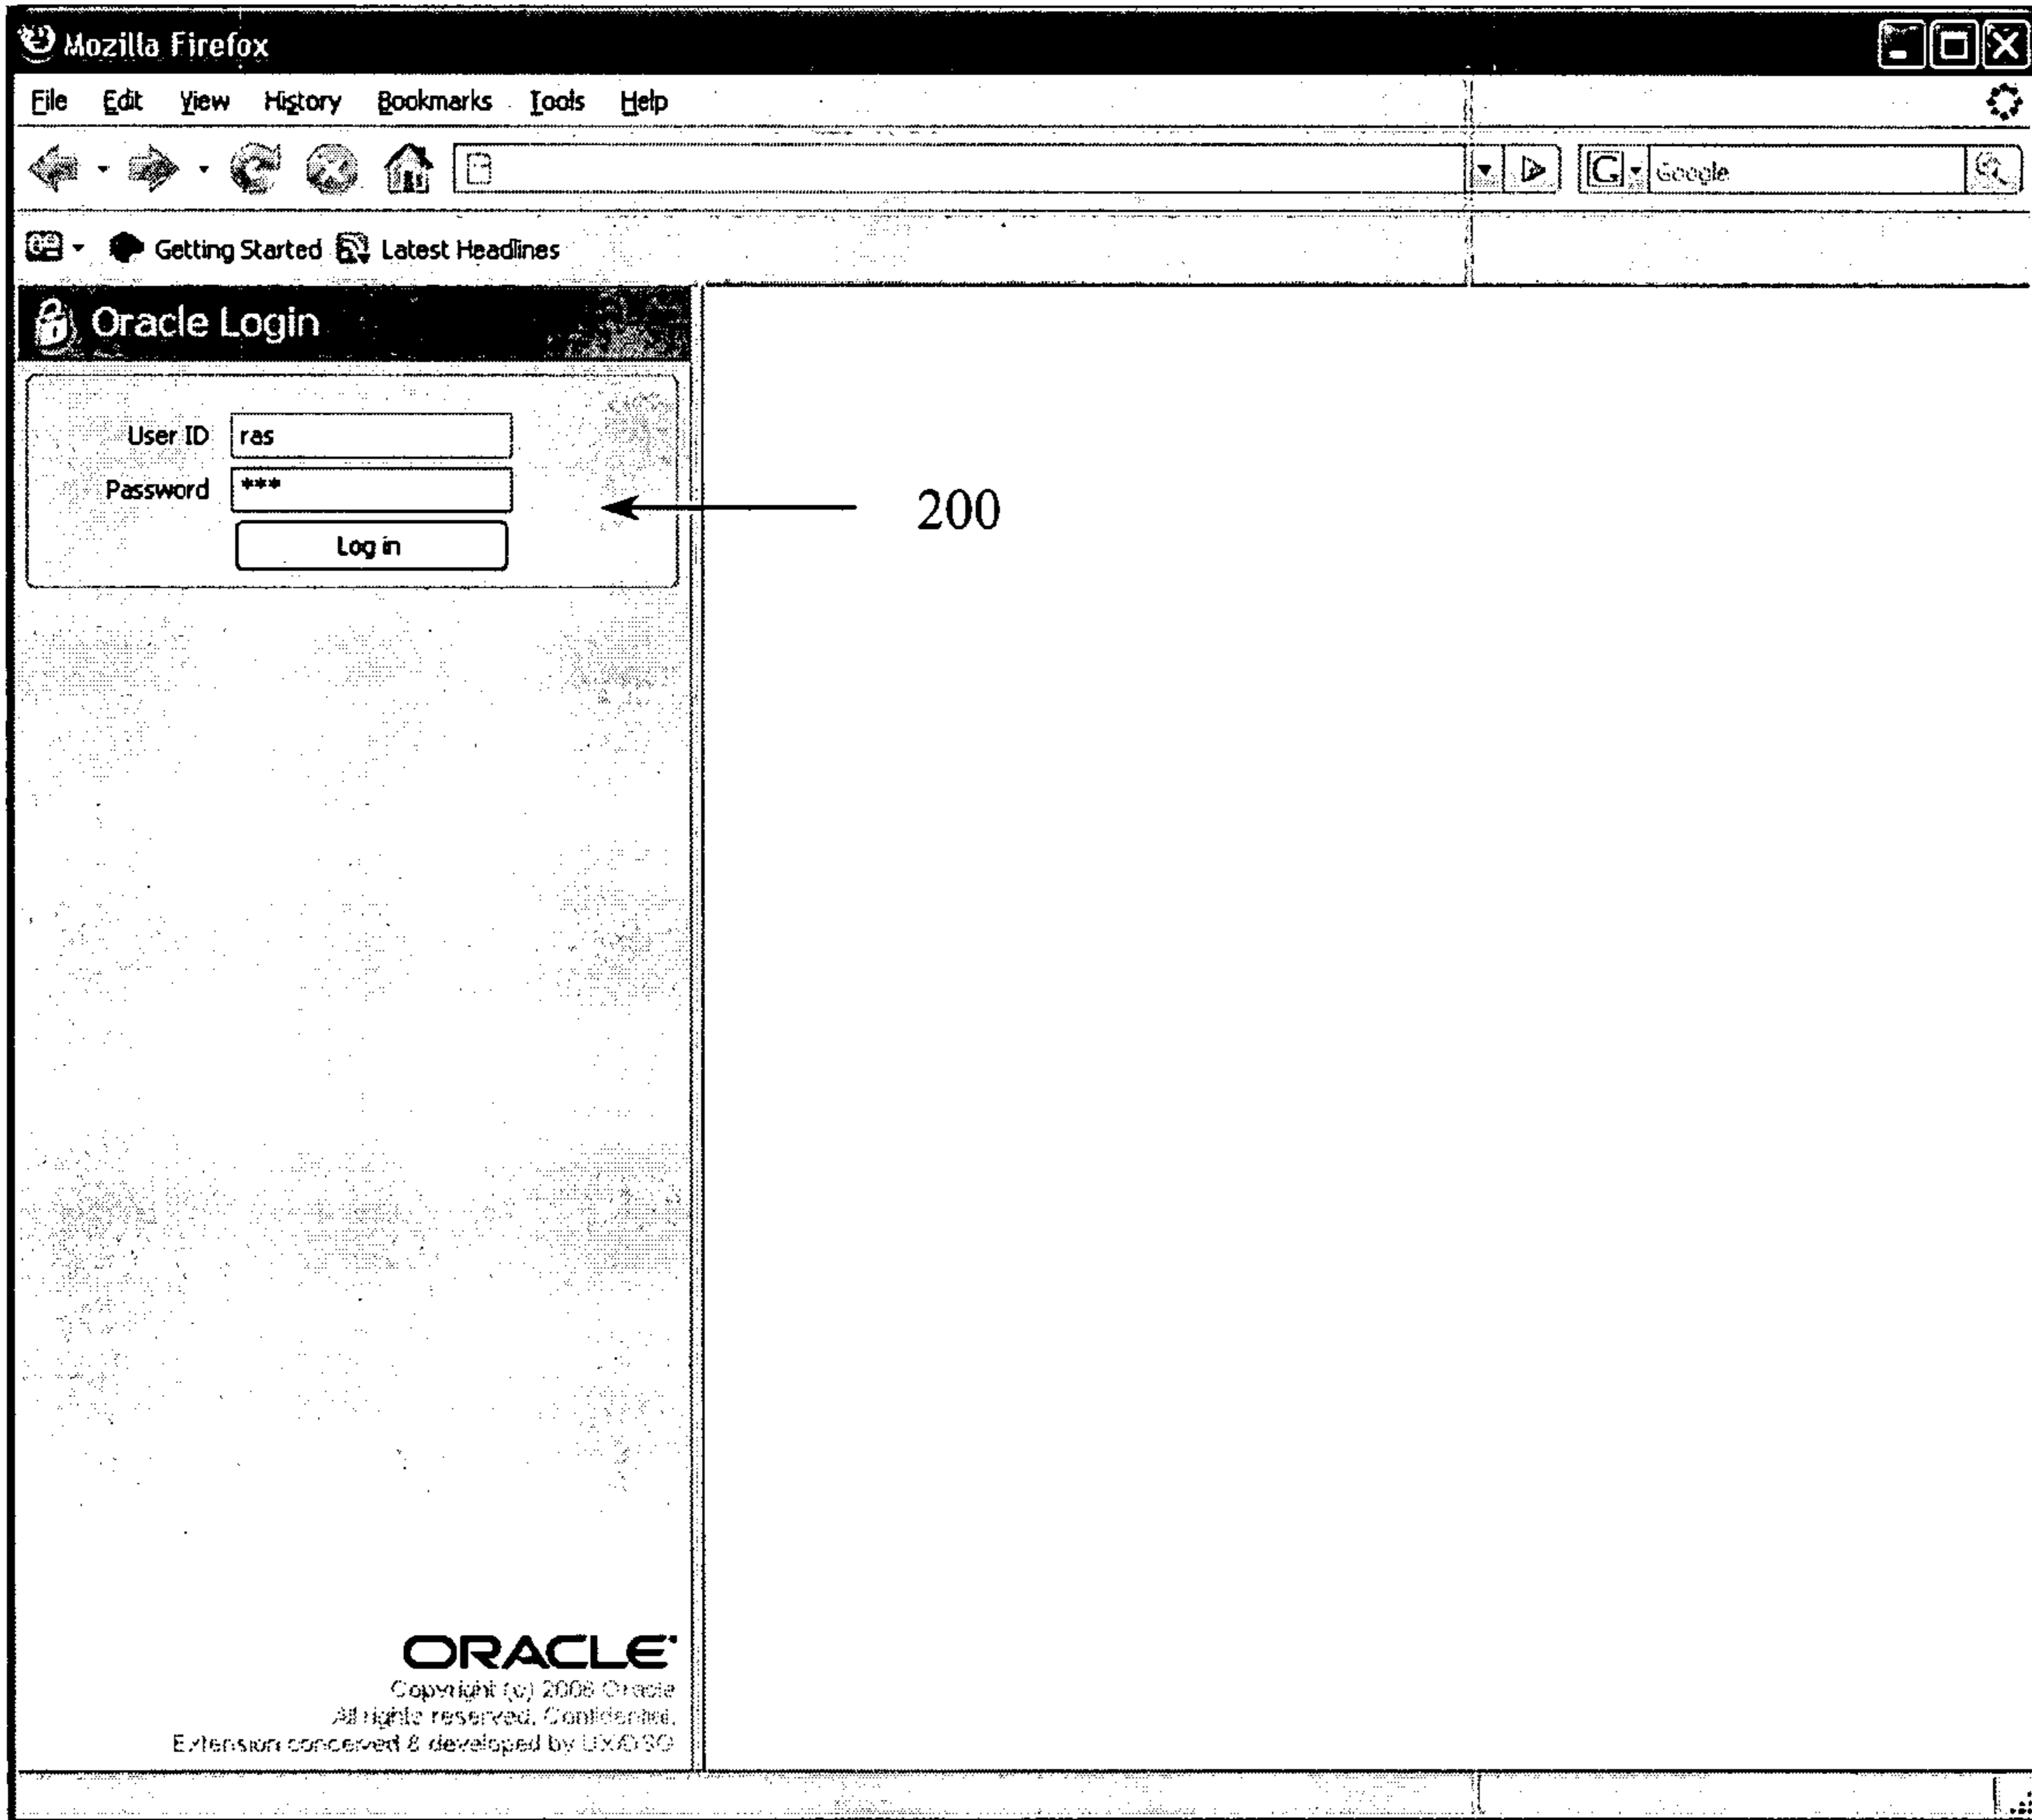 Mozilla Firefox
File Edit View History Bookmarks Tools Help
G Google
Getting Started Latest Headlines
Oracle Login
User ID ras
Password ***
200
Log in
ORACLE
Copyright (c) 2008 Oracle
All rights reserved, Confidential,
Extension conceived & developed by